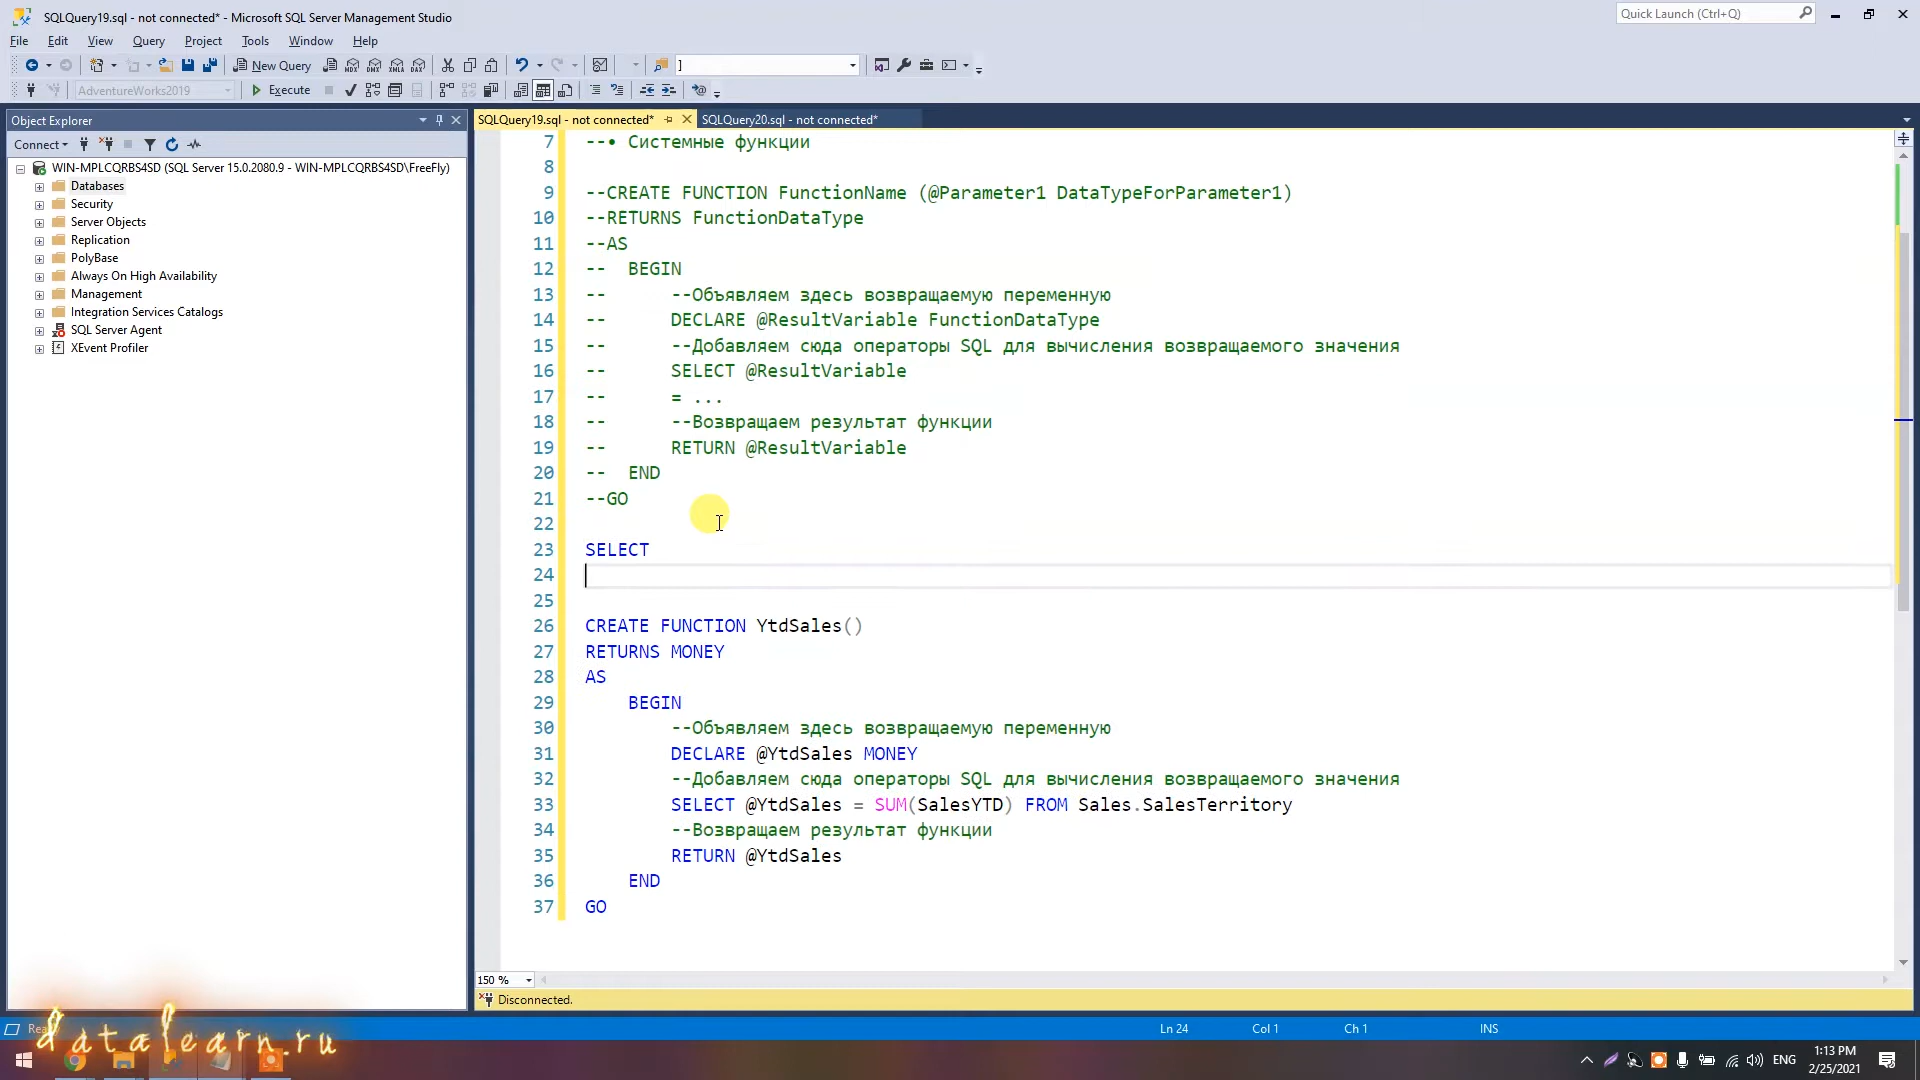 SQLQuery19.sql - not connected* - Microsoft SQL Server Management Studio
Quick Launch (Ctrl+Q)
File Edit View Query Project Tools Window Help
New Query
]
AdventureWorks2019
Execute
Object Explorer
Connect
WIN-MPLCQRBS4SD (SQL Server 15.0.2080.9 - WIN-MPLCQRBS4SD\FreeFly)
Databases
Security
Server Objects
Replication
PolyBase
Always On High Availability
Management
Integration Services Catalogs
SQL Server Agent
XEvent Profiler
SQLQuery19.sql - not connected* SQLQuery20.sql - not connected*
7 --• Системные функции
8
9 --CREATE FUNCTION FunctionName (@Parameter1 DataTypeForParameter1)
10 --RETURNS FunctionDataType
11 --AS
12 -- BEGIN
13 -- --Объявляем здесь возвращаемую переменную
14 -- DECLARE @ResultVariable FunctionDataType
15 -- --Добавляем сюда операторы SQL для вычисления возвращаемого значения
16 -- SELECT @ResultVariable
17 -- = ...
18 -- --Возвращаем результат функции
19 -- RETURN @ResultVariable
20 -- END
21 --GO
22
23 SELECT
24
25
26 CREATE FUNCTION YtdSales()
27 RETURNS MONEY
28 AS
29 BEGIN
30 --Объявляем здесь возвращаемую переменную
31 DECLARE @YtdSales MONEY
32 --Добавляем сюда операторы SQL для вычисления возвращаемого значения
33 SELECT @YtdSales = SUM(SalesYTD) FROM Sales.SalesTerritory
34 --Возвращаем результат функции
35 RETURN @YtdSales
36 END
37 GO
150 %
Disconnected.
Ln 24 Col 1 Ch 1 INS
datalearn.ru
ENG
1:13 PM
2/25/2021